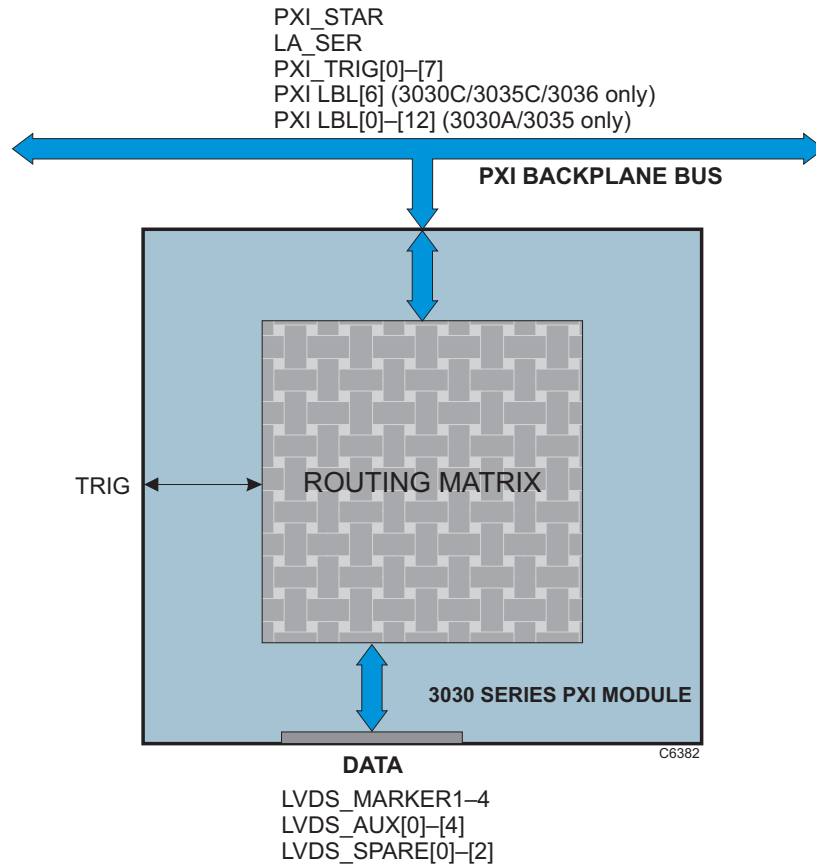 PXI_STAR
LA_SER
PXI_TRIG[0]–[7]
PXI LBL[6] (3030C/3035C/3036 only)
PXI LBL[0]–[12] (3030A/3035 only)
PXI BACKPLANE BUS
TRIG
ROUTING MATRIX
3030 SERIES PXI MODULE
C6382
DATA
LVDS_MARKER1–4
LVDS_AUX[0]–[4]
LVDS_SPARE[0]–[2]